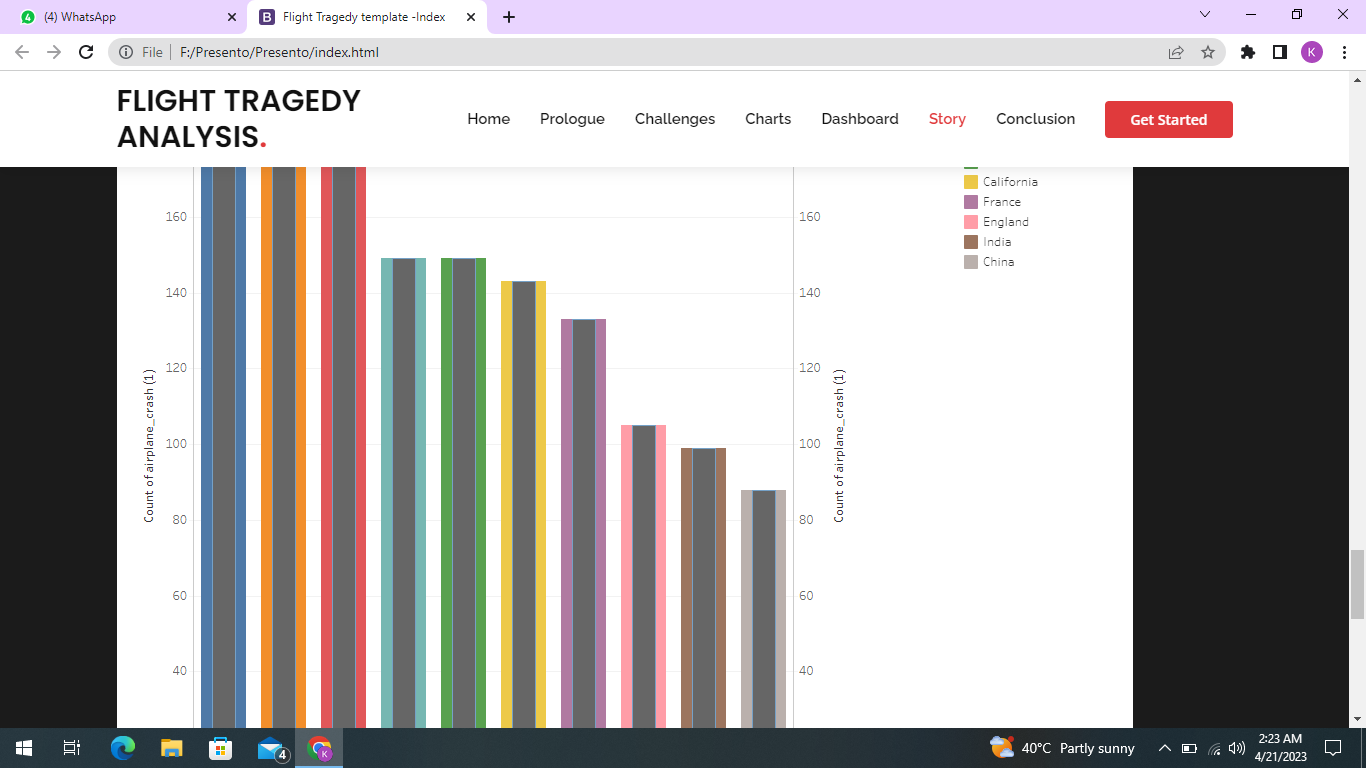 (4) WhatsApp
Flight Tragedy template -Index
File
F:/Presento/Presento/index.html
K
FLIGHT TRAGEDY
ANALYSIS.
Home
Prologue
Challenges
Charts
Dashboard
Story
Conclusion
Get Started
California
France
England
India
China
160
140
120
100
80
60
40
Count of airplane_crash (1)
160
140
120
100
80
60
40
Count of airplane_crash (1)
4
K
40°C Partly sunny
2:23 AM
4/21/2023